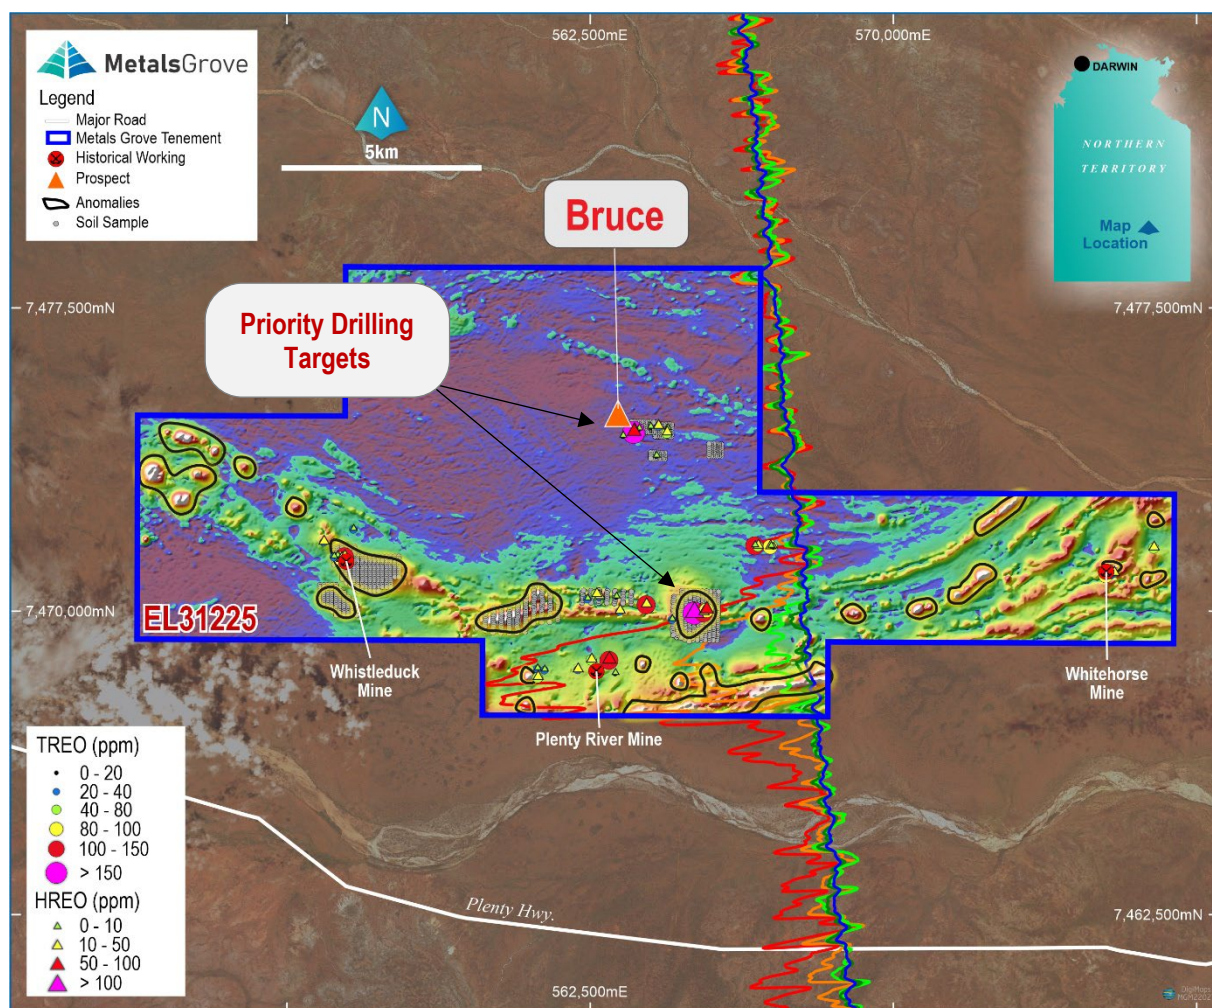 562,500mE
570,000mE
MetalsGrove
Legend
Major Road
Metals Grove Tenement
Historical Working
Prospect
Anomalies
Soil Sample
N
5km
DARWIN
NORTHERN
TERRITORY
Map
Location
Bruce
7,477,500mN
7,477,500mN
Priority Drilling
Targets
7,470,000mN
7,470,000mN
EL31225
Whistleduck
Mine
Whitehorse
Mine
Plenty River Mine
TREO (ppm)
0 - 20
20 - 40
40 - 80
80 - 100
100 - 150
> 150
HREO (ppm)
0 - 10
10 - 50
50 - 100
> 100
Plenty Hwy.
7,462,500mN
562,500mE
DigiMaps